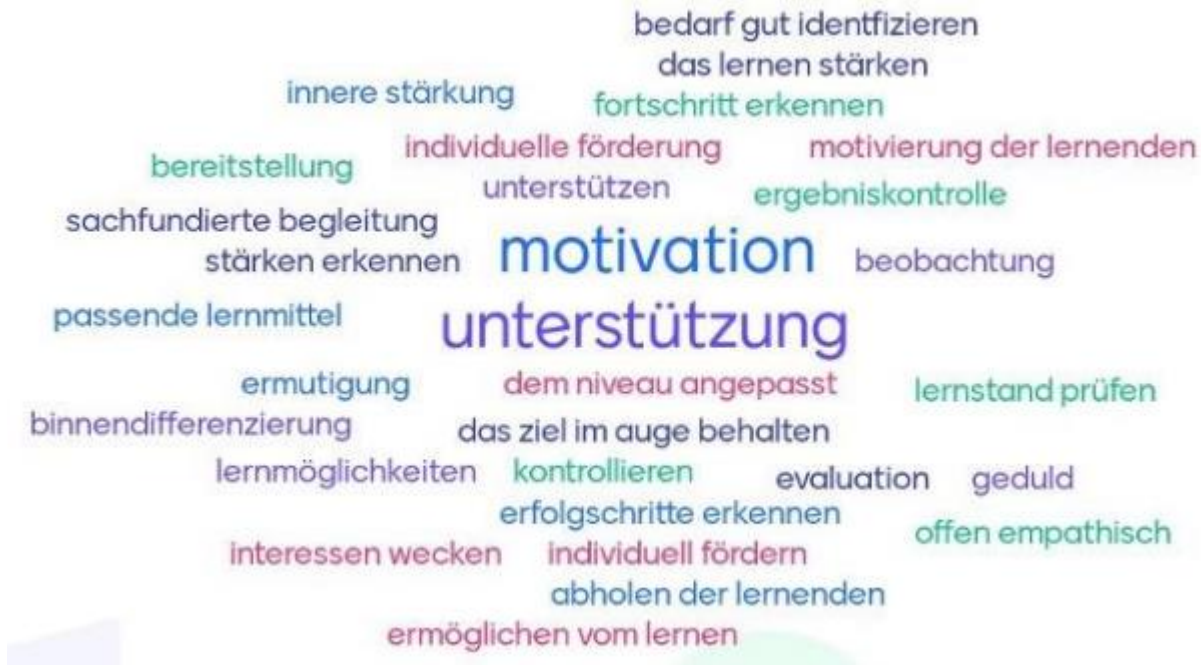 bedarf gut identfizieren
das lernen stärken
innere stärkung
fortschritt erkennen
individuelle förderung
motivierung der lernenden
bereitstellung
unterstützen
ergebniskontrolle
sachfundierte begleitung
motivation
beobachtung
stärken erkennen
passende lernmittel
unterstützung
ermutigung
dem niveau angepasst
lernstand prüfen
binnendifferenzierung
das ziel im auge behalten
lernmöglichkeiten
kontrollieren
evaluation
geduld
erfolgschritte erkennen
offen empathisch
interessen wecken
individuell fördern
abholen der lernenden
ermöglichen vom lernen